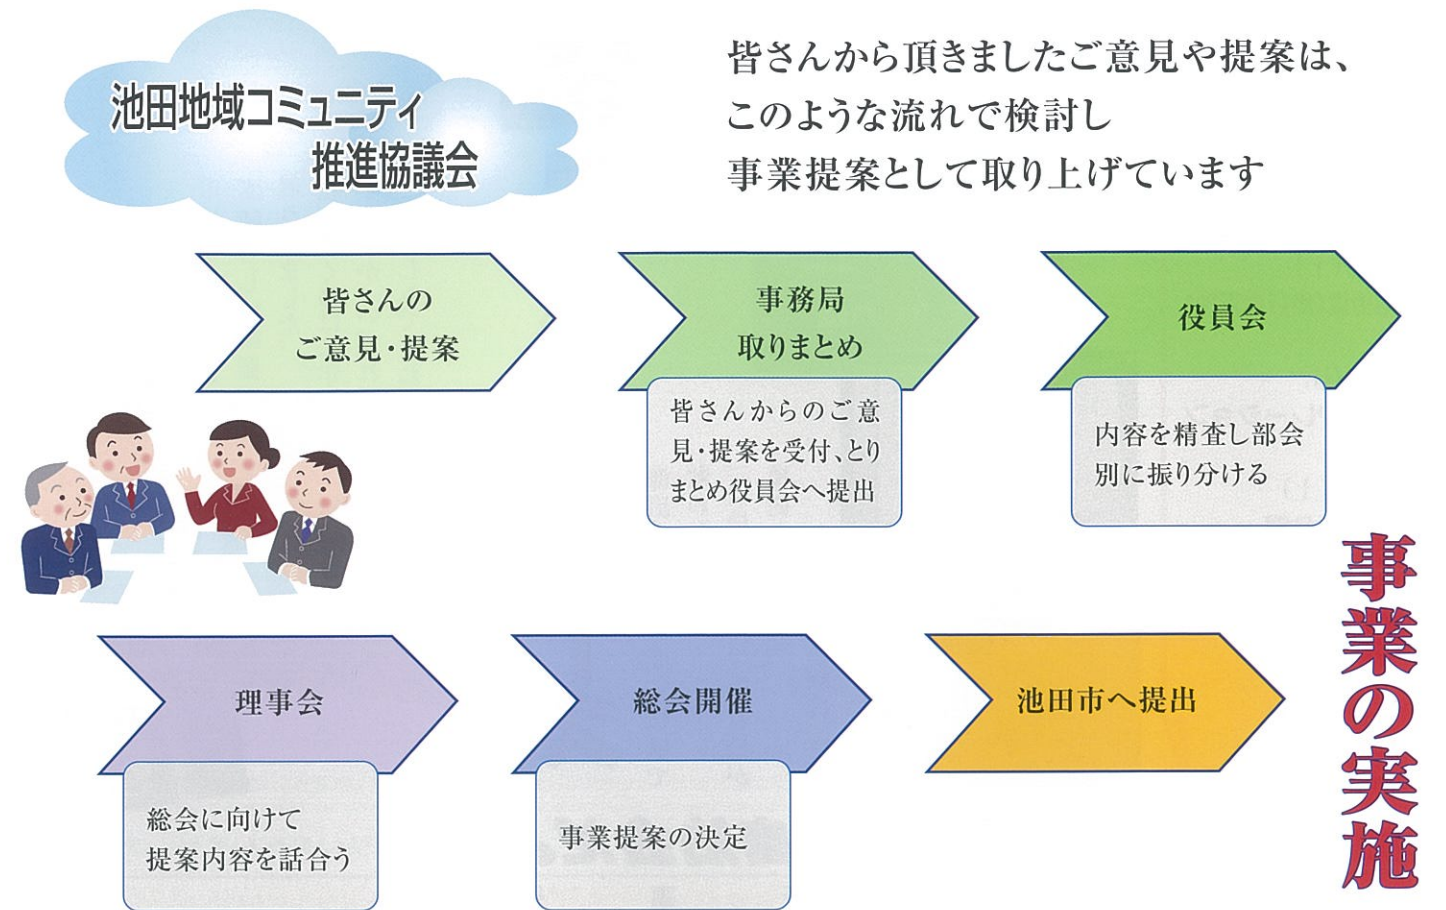 池田地域コミュニティ
推進協議会
皆さんから頂きましたご意見や提案は、
このような流れで検討し
事業提案として取り上げています
皆さんの
ご意見・提案
事務局
取りまとめ
皆さんからのご意
見・提案を受付、とり
まとめ役員会へ提出
役員会
内容を精査し部会
別に振り分ける
理事会
総会に向けて
提案内容を話合う
総会開催
事業提案の決定
池田市へ提出
事業の実施